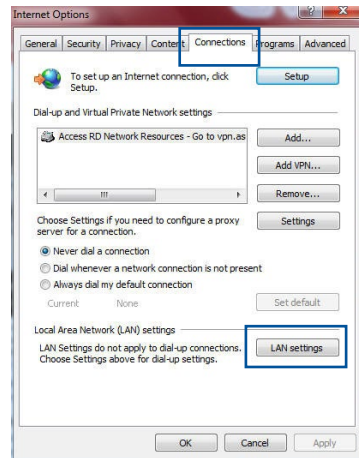 Internet Options
General Security Privacy Content Connections Programs Advanced
To set up an Internet connection, click
Setup.
Setup
Dial-up and Virtual Private Network settings
Access RD Network Resources - Go to vpn.as
Add...
Add VPN...
Remove...
Choose Settings if you need to configure a proxy
server for a connection.
Settings
Never dial a connection
Dial whenever a network connection is not present
Always dial my default connection
Current None
Set default
Local Area Network (LAN) settings
LAN Settings do not apply to dial-up connections.
Choose Settings above for dial-up settings.
LAN settings
OK Cancel Apply